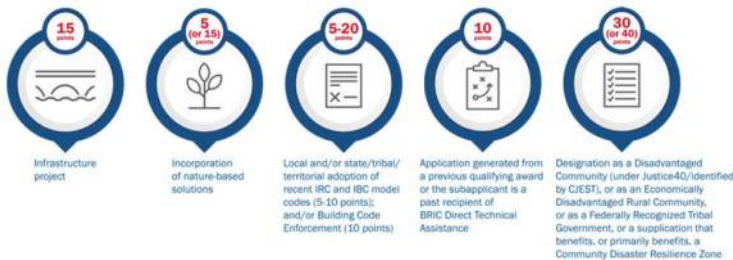 15
points
5
(or 15)
points
5-20
points
10
points
30
(or 40)
points
Infrastructure
project
Incorporation
of nature-based
solutions
Local and/or state/tribal/
territorial adoption of
recent IRC and IBC model
codes (5-10 points);
and/or Building Code
Enforcement (10 points)
Application generated from
a previous qualifying award
or the subapplicant is a
past recipient of
BRIC Direct Technical
Assistance
Designation as a Disadvantaged
Community (under Justice40/identified
by CJEST), or as an Economically
Disadvantaged Rural Community,
or as a Federally Recognized Tribal
Government, or a supplication that
benefits, or primarily benefits, a
Community Disaster Resilience Zone